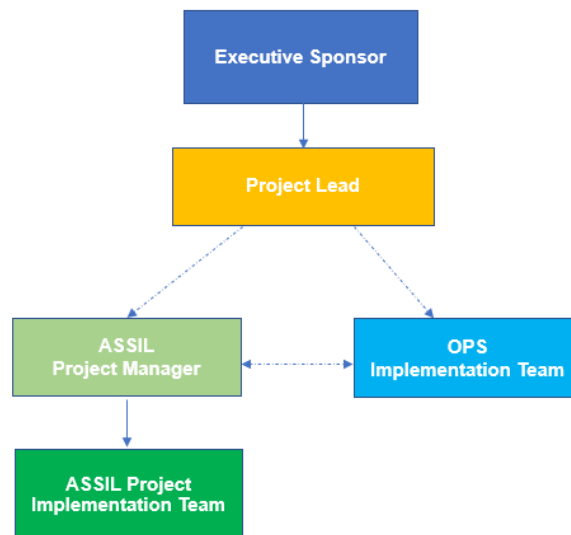 Executive Sponsor
Project Lead
ASSIL
Project Manager
OPS
Implementation Team
ASSIL Project
Implementation Team